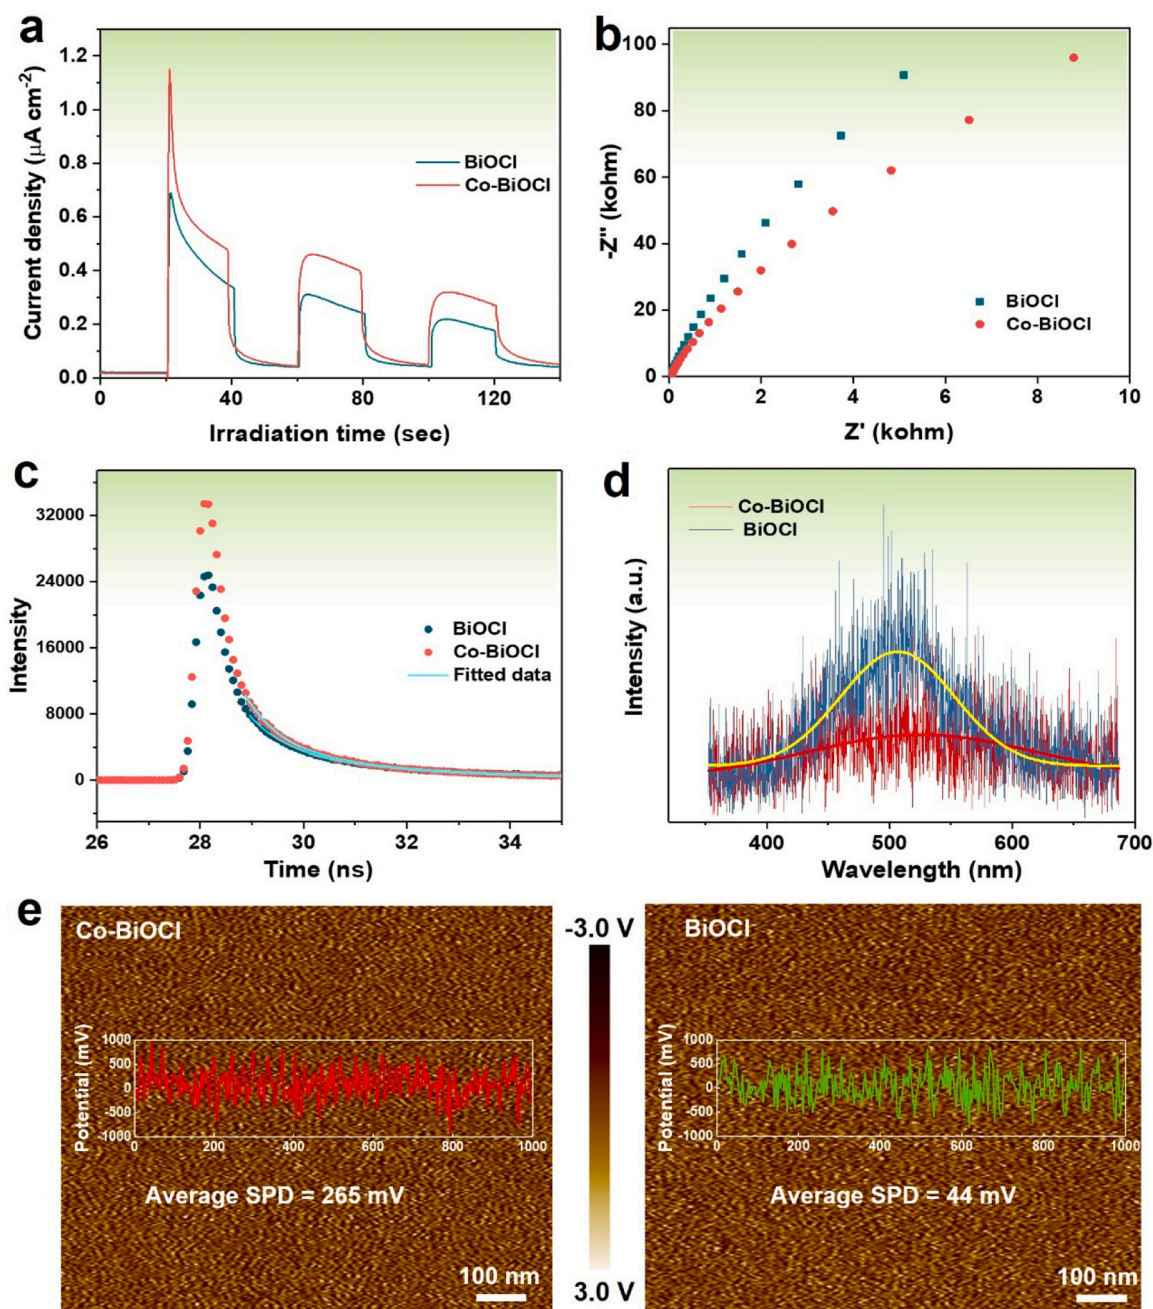 a
1.2
1.0
0.8
0.6
0.4
0.2
0.0
Current density (μA cm⁻²)
BiOCl
Co-BiOCl
0 40 80 120
Irradiation time (sec)
b
100
80
60
40
20
0
-Z'' (kohm)
BiOCl
Co-BiOCl
0 2 4 6 8 10
Z' (kohm)
c
32000
24000
16000
8000
0
Intensity
BiOCl
Co-BiOCl
Fitted data
26 28 30 32 34
Time (ns)
d
Intensity (a.u.)
Co-BiOCl
BiOCl
400 500 600 700
Wavelength (nm)
e
Co-BiOCl
Potential (mV)
1000
500
0
-500
-1000
0 200 400 600 800 1000
Average SPD = 265 mV
100 nm
-3.0 V
3.0 V
BiOCl
Potential (mV)
1000
500
0
-500
-1000
0 200 400 600 800 1000
Average SPD = 44 mV
100 nm